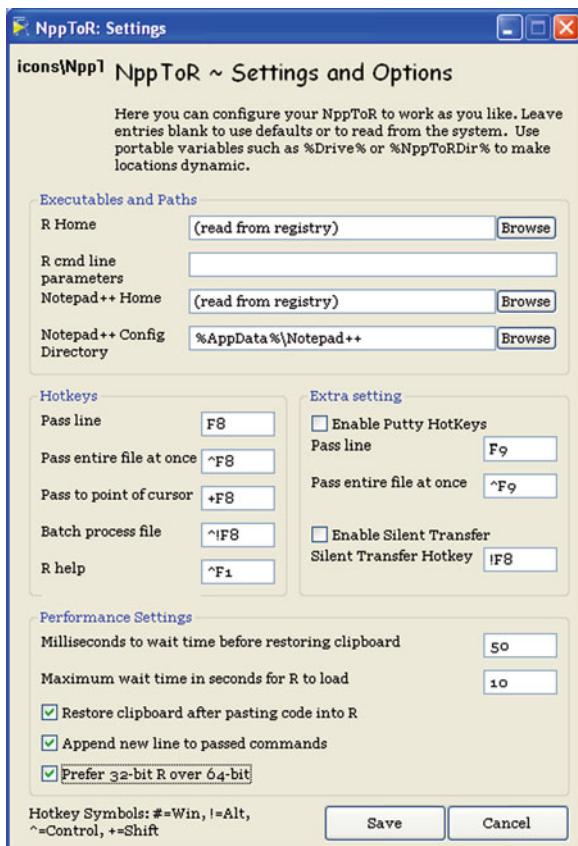 NppToR: Settings
icons\NppT
NppToR ~ Settings and Options
Here you can configure your NppToR to work as you like. Leave
entries blank to use defaults or to read from the system. Use
portable variables such as %Drive% or %NppToRDir% to make
locations dynamic.
Executables and Paths
R Home (read from registry) Browse
R cmd line
parameters
Notepad++ Home (read from registry) Browse
Notepad++ Config
Directory %AppData%\Notepad++ Browse
Hotkeys
Pass line F8
Pass entire file at once ^F8
Pass to point of cursor +F8
Batch process file ^!F8
R help ^F1
Extra setting
Enable Putty HotKeys
Pass line F9
Pass entire file at once ^F9
Enable Silent Transfer
Silent Transfer Hotkey !F8
Performance Settings
Milliseconds to wait time before restoring clipboard 50
Maximum wait time in seconds for R to load 10
Restore clipboard after pasting code into R
Append new line to passed commands
Prefer 32-bit R over 64-bit
Hotkey Symbols: #=Win, !=Alt,
^=Control, +=Shift
Save
Cancel